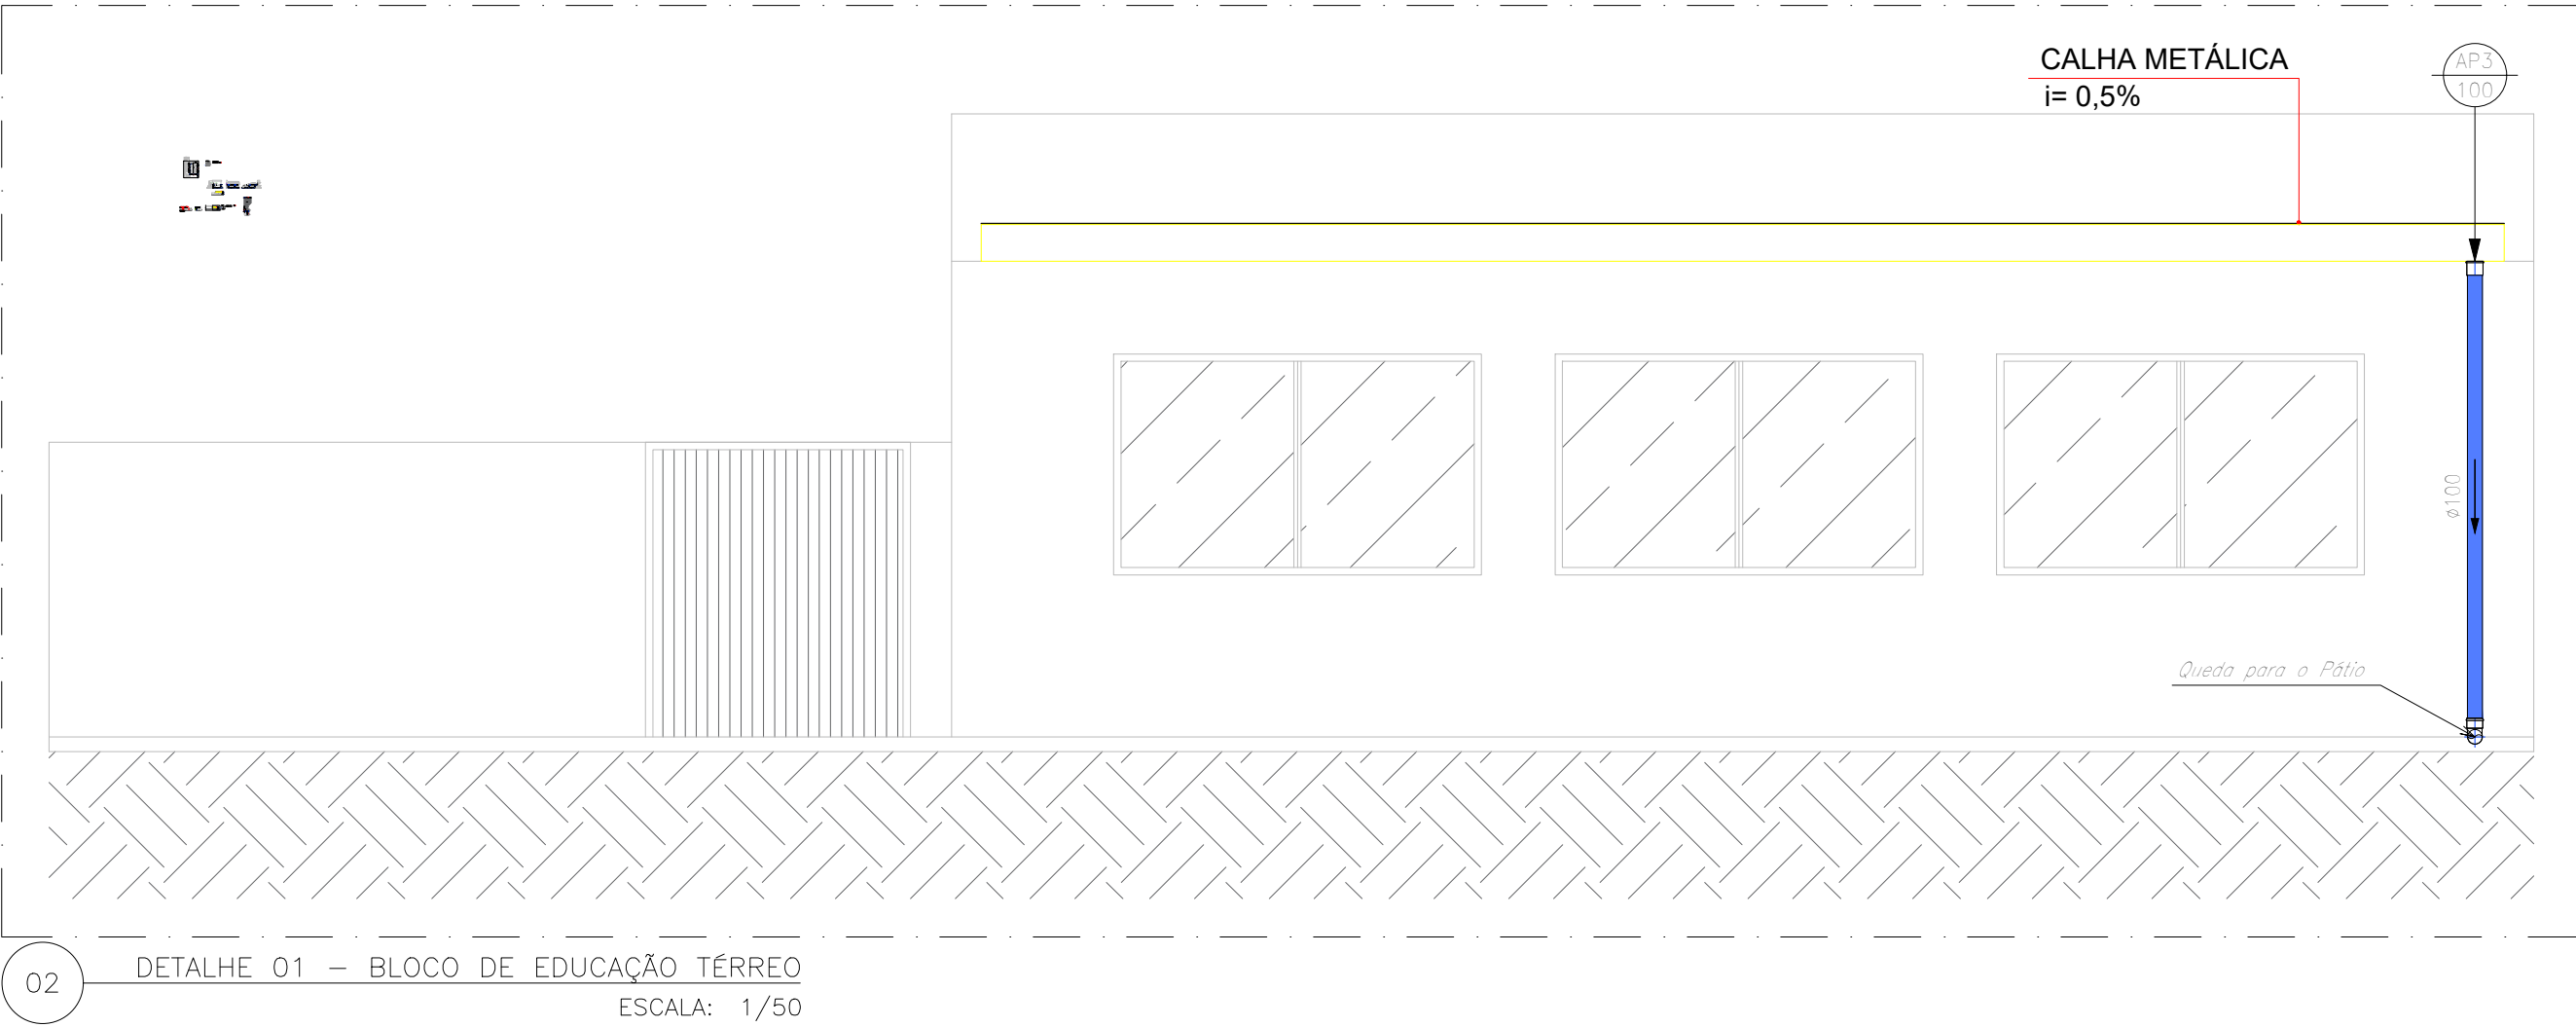 CALHA METÁLICA
i= 0,5%
AP3
100
ø100
Queda para o Pátio
02
DETALHE 01 – BLOCO DE EDUCAÇÃO TÉRREO
ESCALA: 1/50